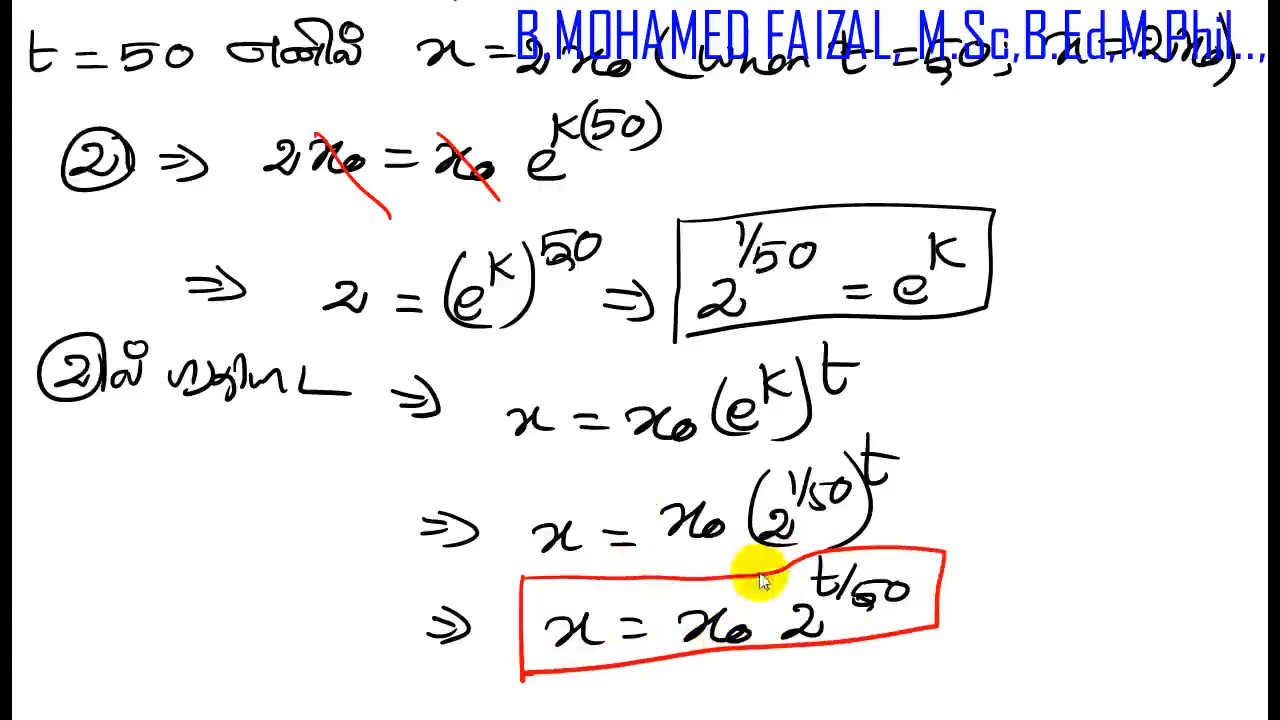 B.MOHAMED FAIZAL, M.Sc,B.Ed,M.Phil..,
t = 50 எனில் x = 2x₀ (when t = 50, x = 2x₀)
② ⇒ 2x₀ = x₀ e^{k(50)}
⇒ 2 = (e^k)^{50} ⇒ 2^{1/50} = e^k
②ல் பிரதியிட ⇒ x = x₀ (e^k)^t
⇒ x = x₀ (2^{1/50})^t
⇒ x = x₀ 2^{t/50}